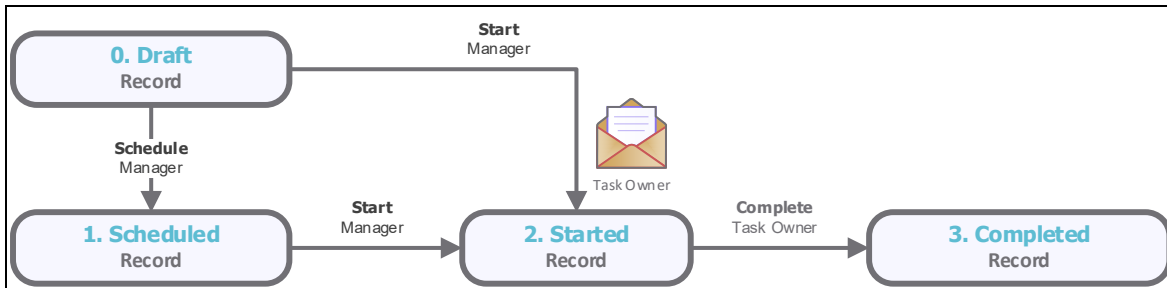 Start
Manager
0. Draft
Record
Schedule
Manager
Task Owner
1. Scheduled
Record
Start
Manager
2. Started
Record
Complete
Task Owner
3. Completed
Record